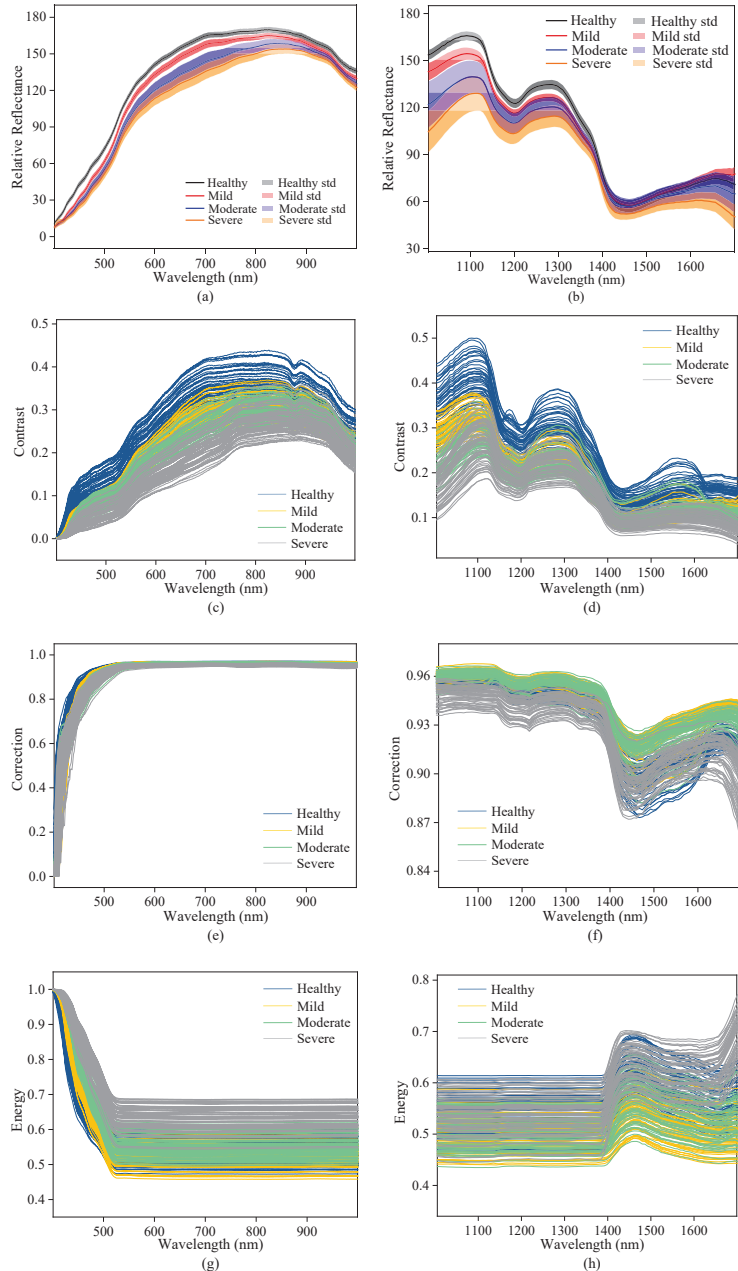 180
150
120
90
60
30
0
Relative Reflectance
Healthy
Mild
Moderate
Severe
Healthy std
Mild std
Moderate std
Severe std
500 600 700 800 900
Wavelength (nm)
(a)
180
150
120
90
60
30
Relative Reflectance
Healthy
Mild
Moderate
Severe
Healthy std
Mild std
Moderate std
Severe std
1100 1200 1300 1400 1500 1600
Wavelength (nm)
(b)
0.5
0.4
0.3
0.2
0.1
0.0
Contrast
Healthy
Mild
Moderate
Severe
500 600 700 800 900
Wavelength (nm)
(c)
0.5
0.4
0.3
0.2
0.1
Contrast
Healthy
Mild
Moderate
Severe
1100 1200 1300 1400 1500 1600
Wavelength (nm)
(d)
1.0
0.8
0.6
0.4
0.2
0.0
Correction
Healthy
Mild
Moderate
Severe
500 600 700 800 900
Wavelength (nm)
(e)
0.96
0.93
0.90
0.84
Correction
Healthy
Mild
Moderate
Severe
1100 1200 1300 1400 1500 1600
Wavelength (nm)
(f)
1.0
0.9
0.8
0.7
0.6
0.5
0.4
Energy
Healthy
Mild
Moderate
Severe
500 600 700 800 900
Wavelength (nm)
(g)
0.8
0.7
0.6
0.5
0.4
Energy
Healthy
Mild
Moderate
Severe
1100 1200 1300 1400 1500 1600
Wavelength (nm)
(h)